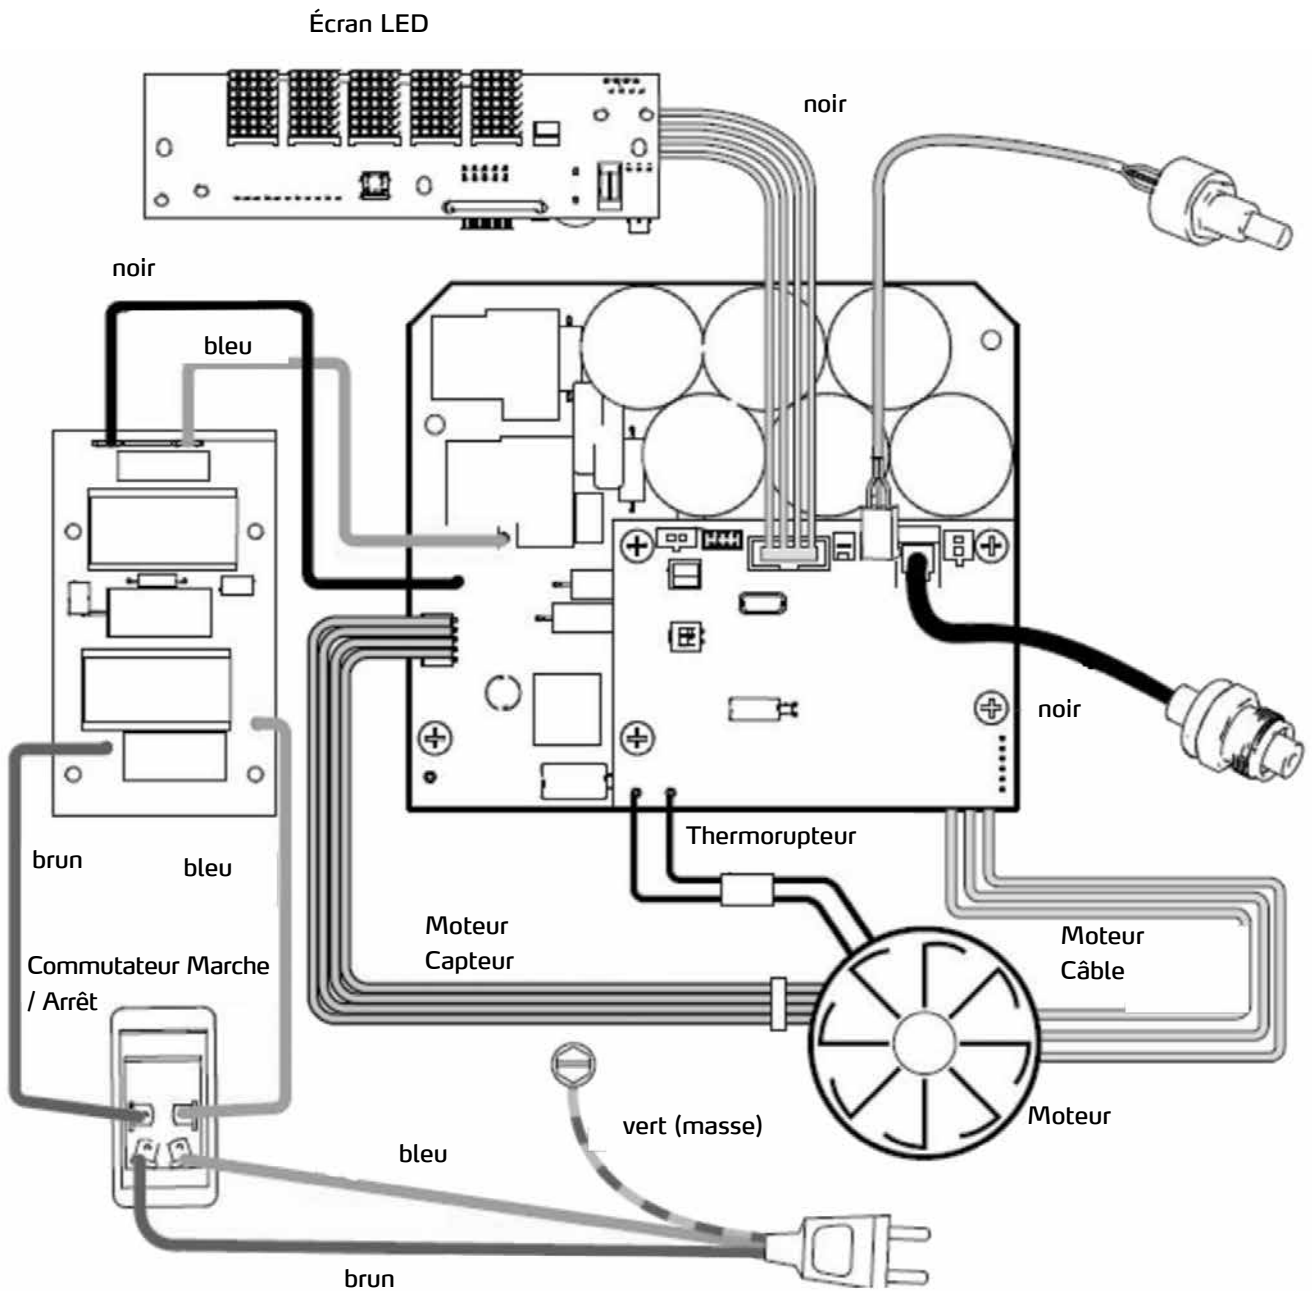 Écran LED
noir
noir
bleu
noir
Thermorupteur
brun
bleu
Moteur
Capteur
Moteur
Câble
Commutateur Marche
/ Arrêt
Moteur
vert (masse)
bleu
brun